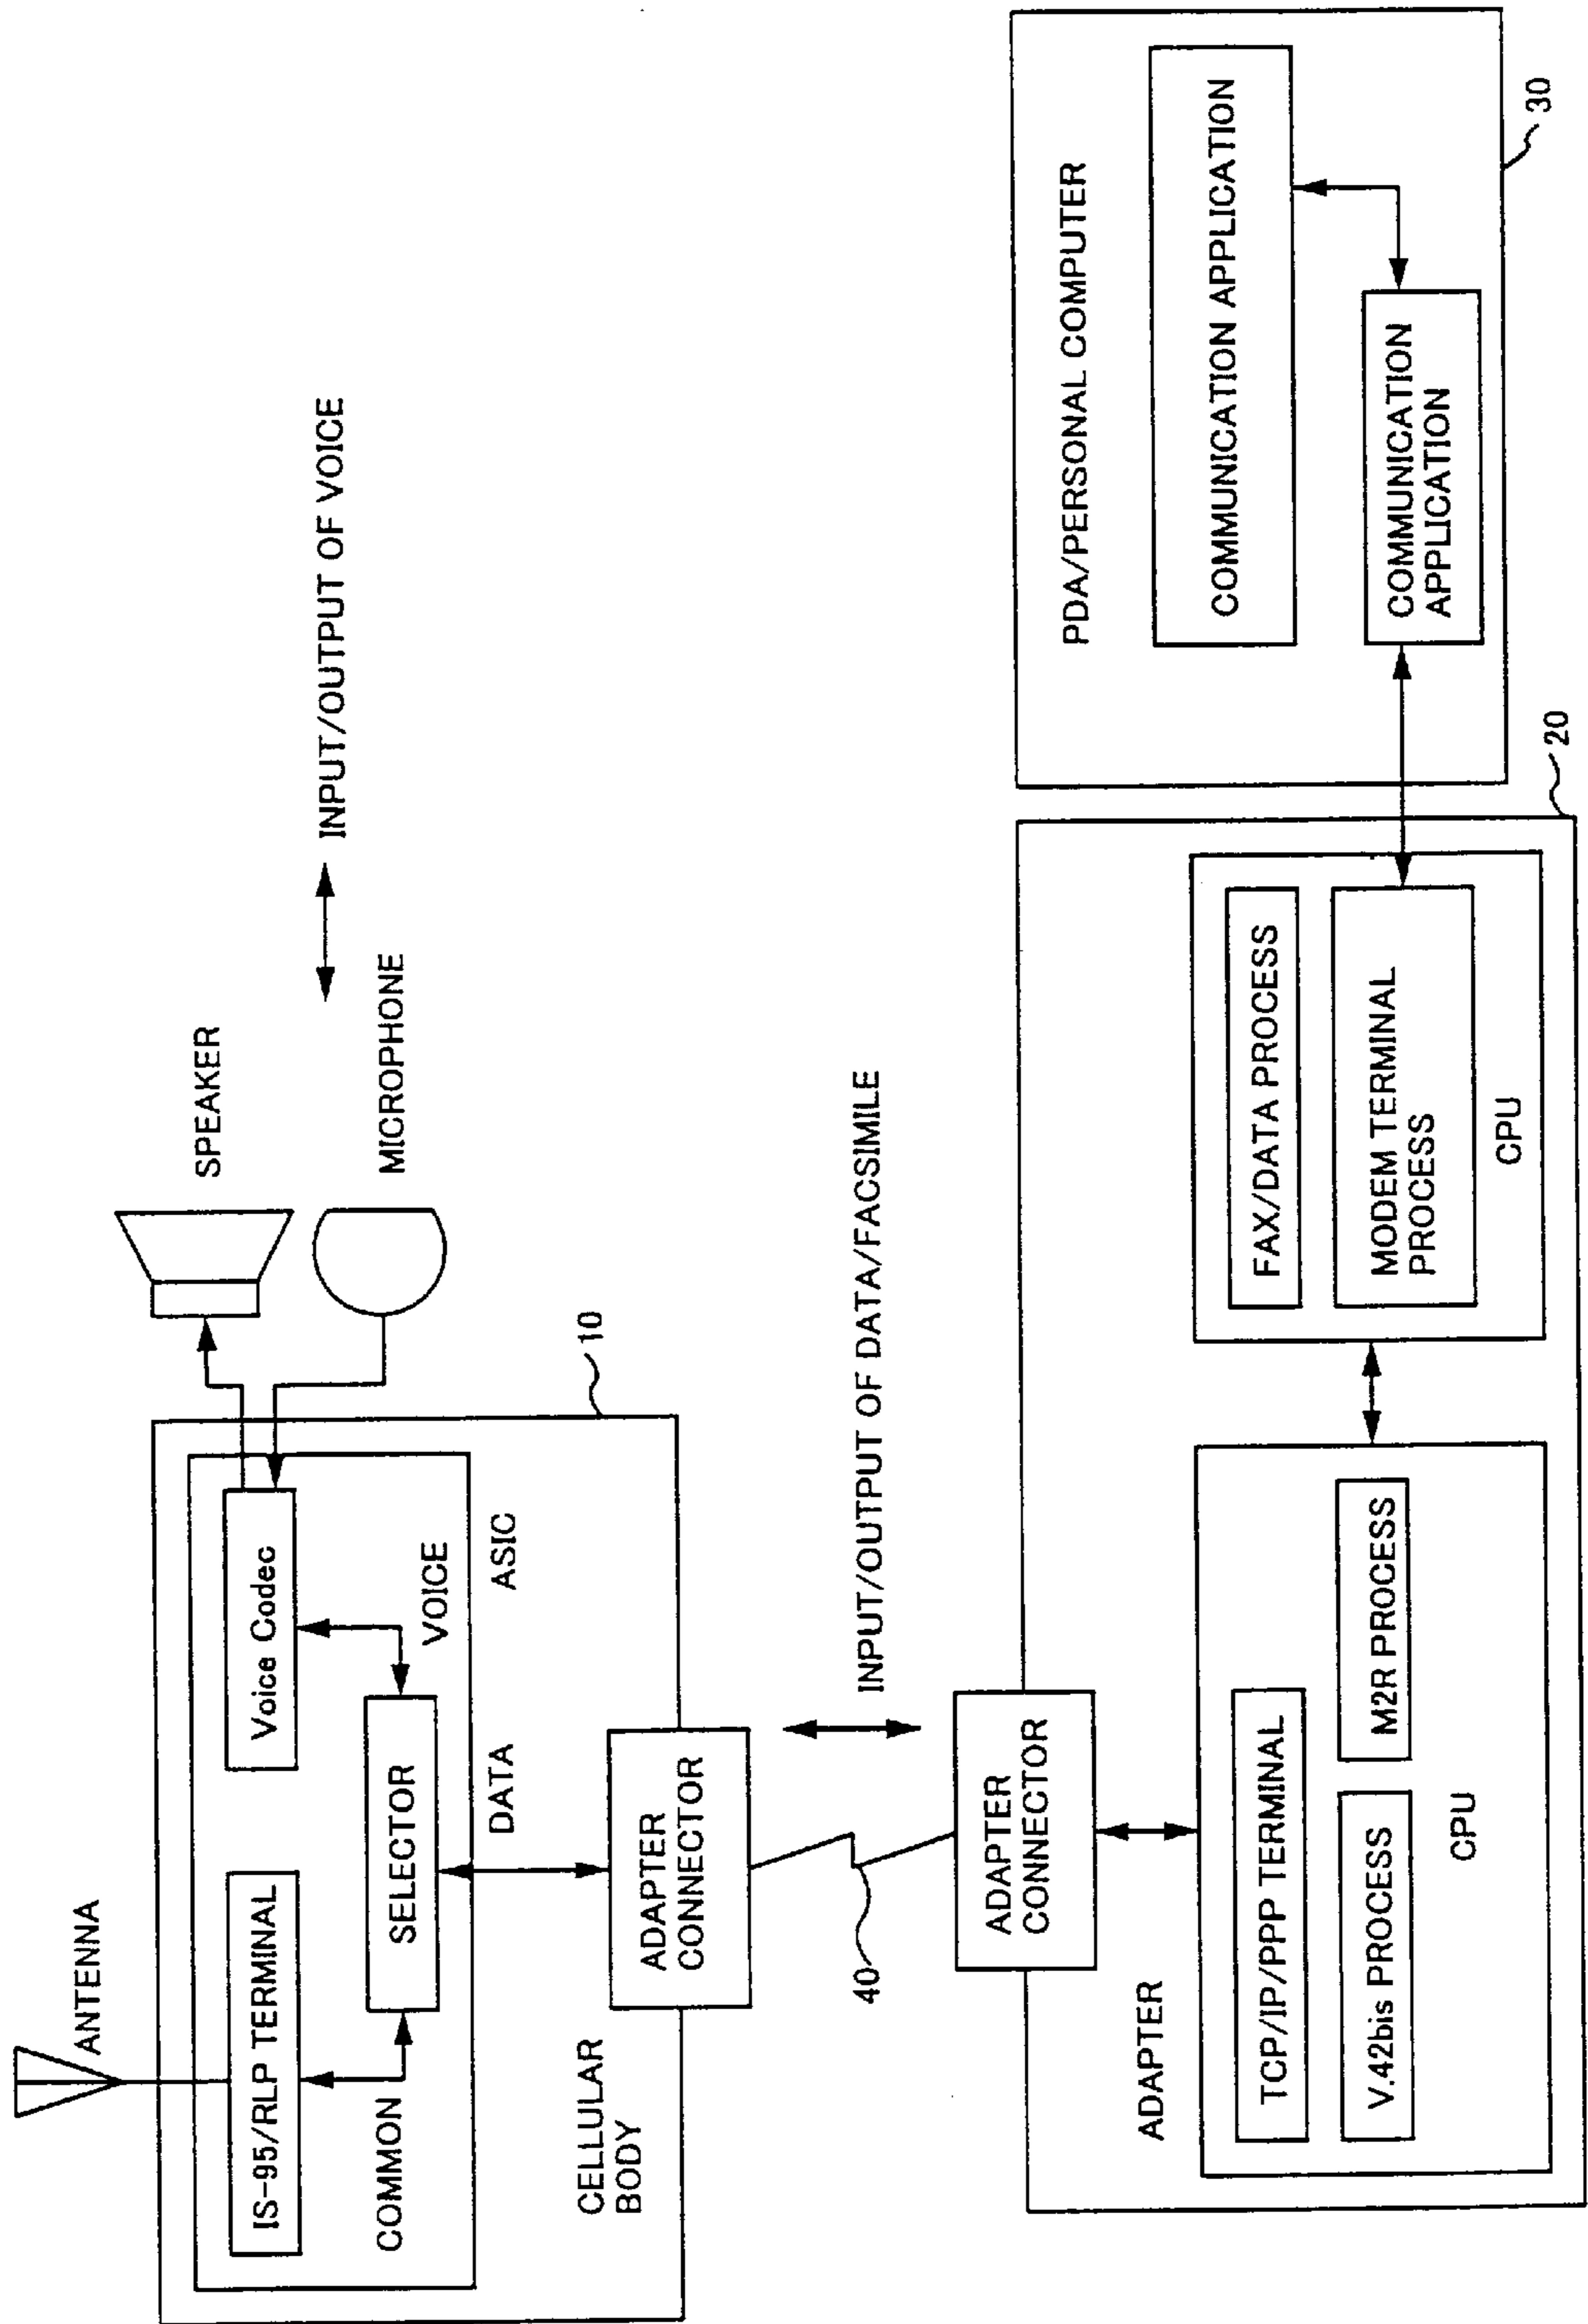 ANTENNA
SPEAKER
MICROPHONE
INPUT/OUTPUT OF VOICE
IS-95/RLP TERMINAL
Voice Codec
COMMON
SELECTOR
VOICE
DATA
ASIC
10
CELLULAR
BODY
ADAPTER
CONNECTOR
INPUT/OUTPUT OF DATA/FACSIMILE
40
ADAPTER
CONNECTOR
ADAPTER
TCP/IP/PPP TERMINAL
V.42bis PROCESS
M2R PROCESS
CPU
FAX/DATA PROCESS
MODEM TERMINAL
PROCESS
CPU
20
PDA/PERSONAL COMPUTER
COMMUNICATION APPLICATION
COMMUNICATION
APPLICATION
30